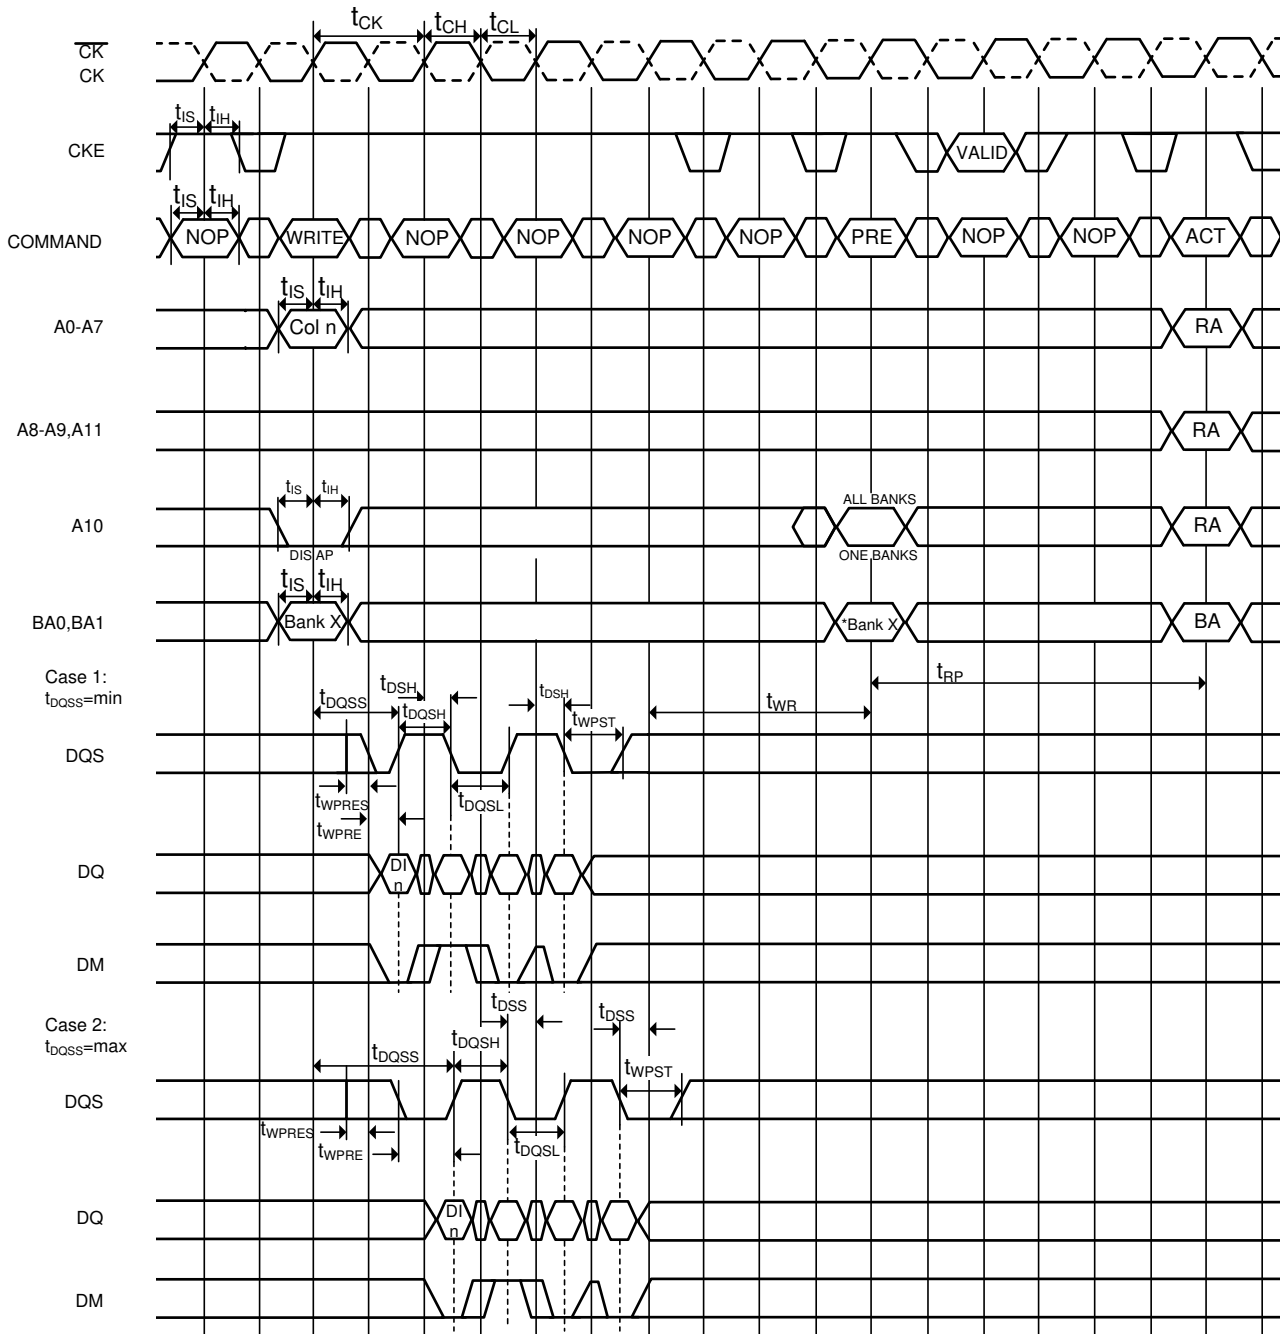 tCK tCH tCL
CK
CK
tIS tIH
CKE VALID
tIS tIH
COMMAND NOP WRITE NOP NOP NOP NOP PRE NOP NOP ACT
tIS tIH
A0-A7 Col n RA
A8-A9,A11 RA
tIS tIH ALL BANKS
A10 RA
DIS AP ONE BANKS
tIS tIH
BA0,BA1 Bank X *Bank X BA
Case 1:
tDQSS=min
tDQSS tDSH tDQSH tDSH tWPST tWR tRP
DQS
tWPRES tDQSL
tWPRE
DQ DI
n
DM
Case 2:
tDQSS=max
tDQSS tDQSH tDSS tDSS tWPST
DQS
tWPRES tWPRE tDQSL
DQ DI
n
DM